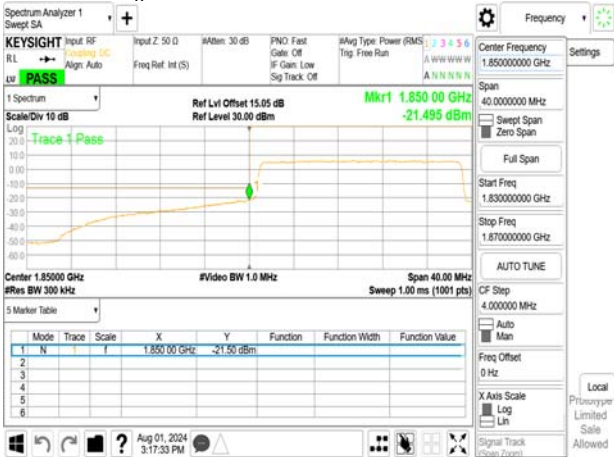 Spectrum Analyzer 1
Swept SA
+
Frequency
KEYSIGHT
Input: RF
Coupling: DC
Align: Auto
Input Z: 50 Ω
Freq Ref: Int (S)
#Atten: 30 dB
PNO: Fast
Gate: Off
IF Gain: Low
Sig Track: Off
#Avg Type: Power (RMS
Trig: Free Run
1 2 3 4 5 6
A W W W W W
A N N N N N
RL
PASS
1 Spectrum
Scale/Div 10 dB
Ref Lvl Offset 15.05 dB
Ref Level 30.00 dBm
Mkr1 1.850 00 GHz
-21.495 dBm
Log
Trace 1 Pass
20.0
10.0
0.00
-10.0
-20.0
-30.0
-40.0
-50.0
-60.0
1
Center 1.85000 GHz
#Res BW 300 kHz
#Video BW 1.0 MHz
Span 40.00 MHz
Sweep 1.00 ms (1001 pts)
5 Marker Table
Mode Trace Scale X Y Function Function Width Function Value
1 N 1 f 1.850 00 GHz -21.50 dBm
2
3
4
5
6
Aug 01, 2024
3:17:33 PM
Center Frequency
1.850000000 GHz
Span
40.0000000 MHz
Swept Span
Zero Span
Full Span
Start Freq
1.830000000 GHz
Stop Freq
1.870000000 GHz
AUTO TUNE
CF Step
4.000000 MHz
Auto
Man
Freq Offset
0 Hz
X Axis Scale
Log
Lin
Signal Track
(Span Zoom)
Settings
Local
Prototype
Limited
Sale
Allowed